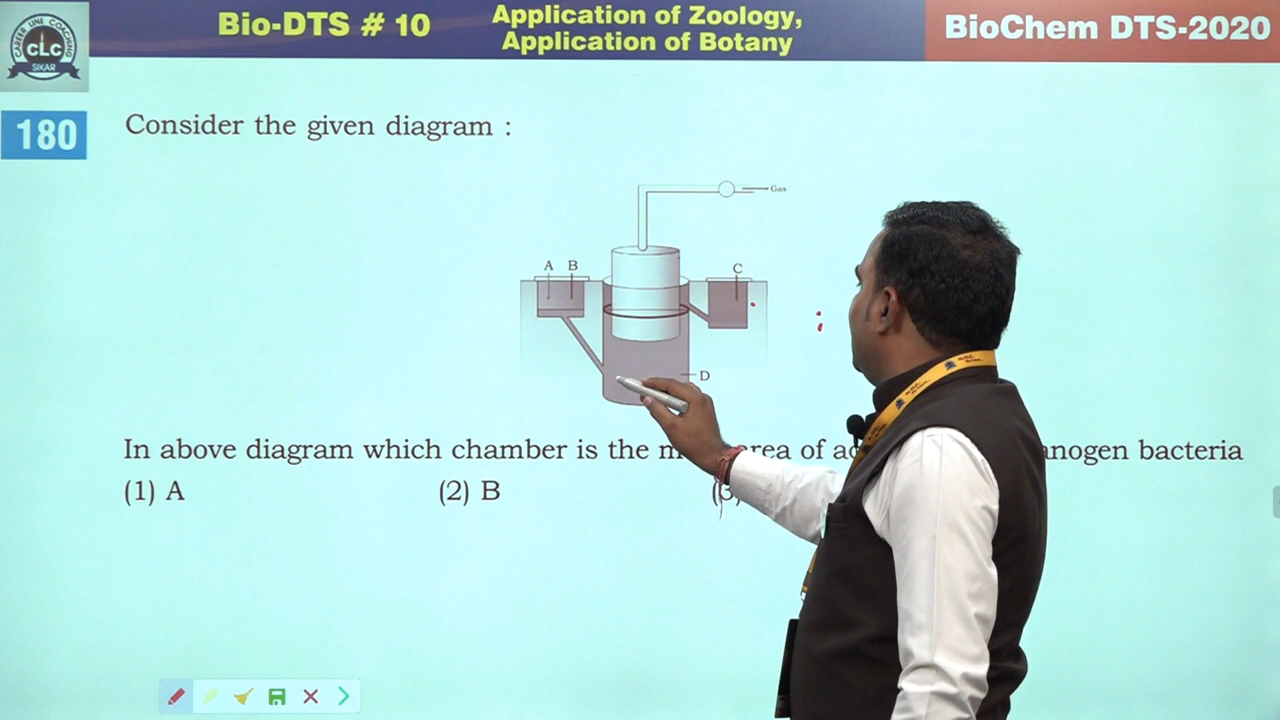 Bio-DTS # 10
Application of Zoology,
Application of Botany
BioChem DTS-2020
CAREER LINE COACHING
CLC
SIKAR
180
Consider the given diagram :
Gas
A B
C
D
In above diagram which chamber is the area of anogen bacteria
(1) A
(2) B
(3)